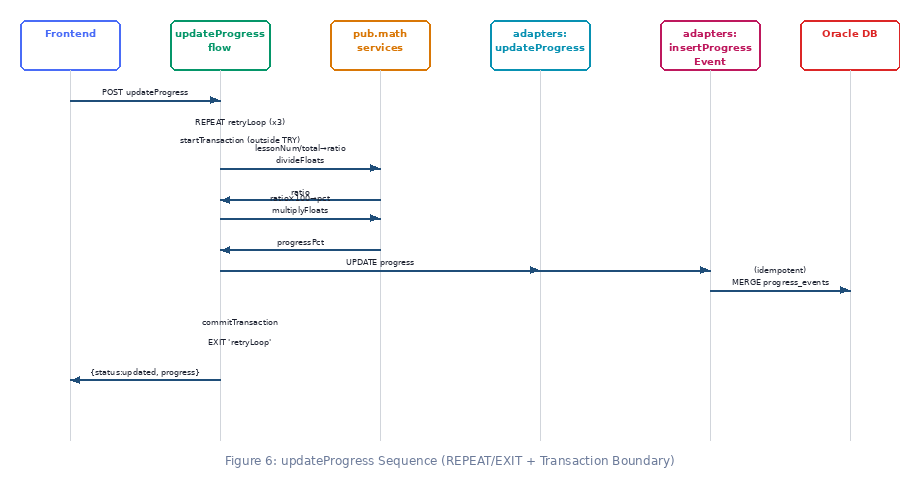 Frontend
updateProgress
flow
pub.math
services
adapters:
updateProgress
adapters:
insertProgress
Event
Oracle DB
POST updateProgress
REPEAT retryLoop (x3)
startTransaction (outside TRY)
lessonNum/total→ratio
divideFloats
ratio
ratio×100→pct
multiplyFloats
progressPct
UPDATE progress
(idempotent)
MERGE progress_events
commitTransaction
EXIT 'retryLoop'
{status:updated, progress}
Figure 6: updateProgress Sequence (REPEAT/EXIT + Transaction Boundary)